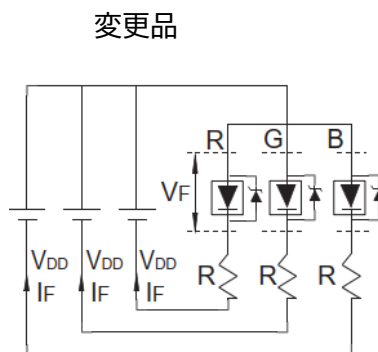 変更品
R G B
VF
VDD VDD VDD
IF IF IF
R R R